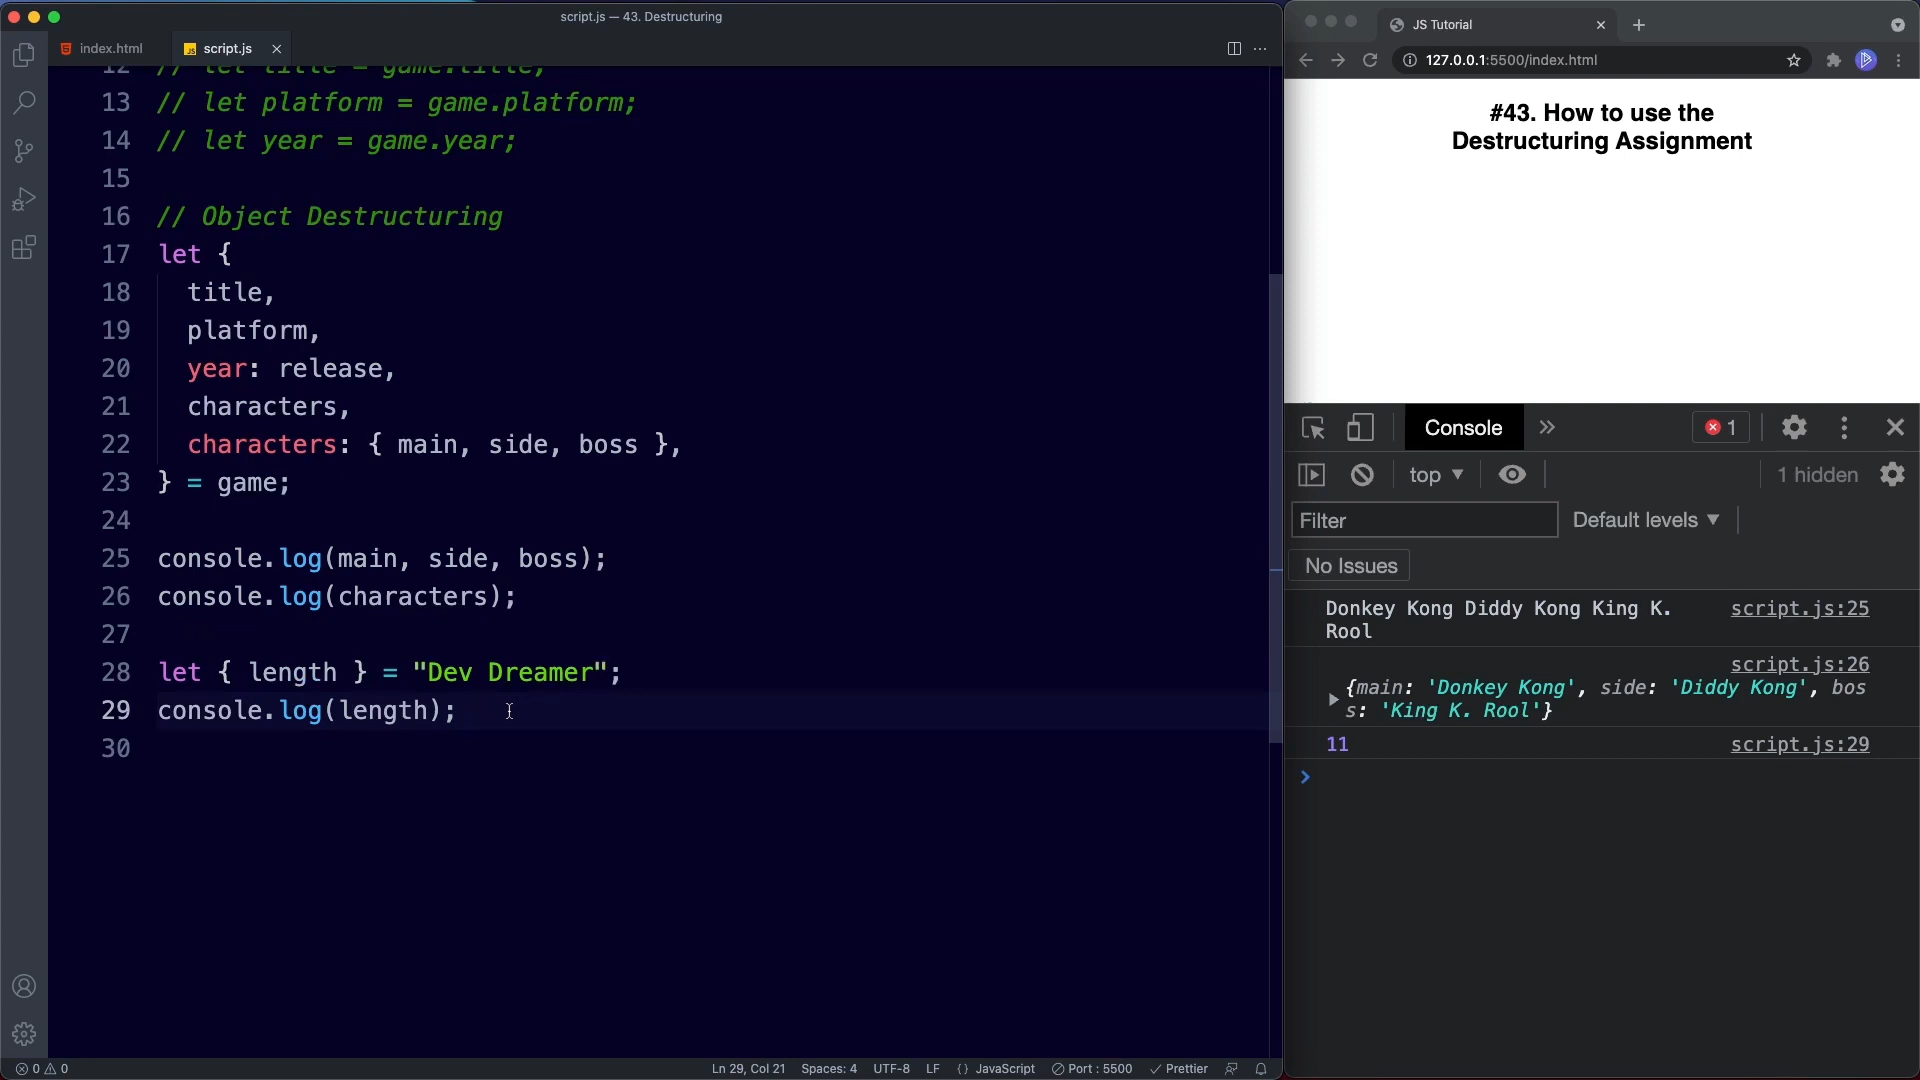 script.js — 43. Destructuring
index.html
script.js
12 // let title = game.title;
13 // let platform = game.platform;
14 // let year = game.year;
15
16 // Object Destructuring
17 let {
18 title,
19 platform,
20 year: release,
21 characters,
22 characters: { main, side, boss },
23 } = game;
24
25 console.log(main, side, boss);
26 console.log(characters);
27
28 let { length } = "Dev Dreamer";
29 console.log(length);
30
0 0
Ln 29, Col 21 Spaces: 4 UTF-8 LF {} JavaScript Port : 5500 Prettier
JS Tutorial
127.0.0.1:5500/index.html
#43. How to use the
Destructuring Assignment
Console » 1
top ▼ 1 hidden
Filter Default levels ▼
No Issues
Donkey Kong Diddy Kong King K. script.js:25
Rool
script.js:26
{main: 'Donkey Kong', side: 'Diddy Kong', bos
s: 'King K. Rool'}
11 script.js:29